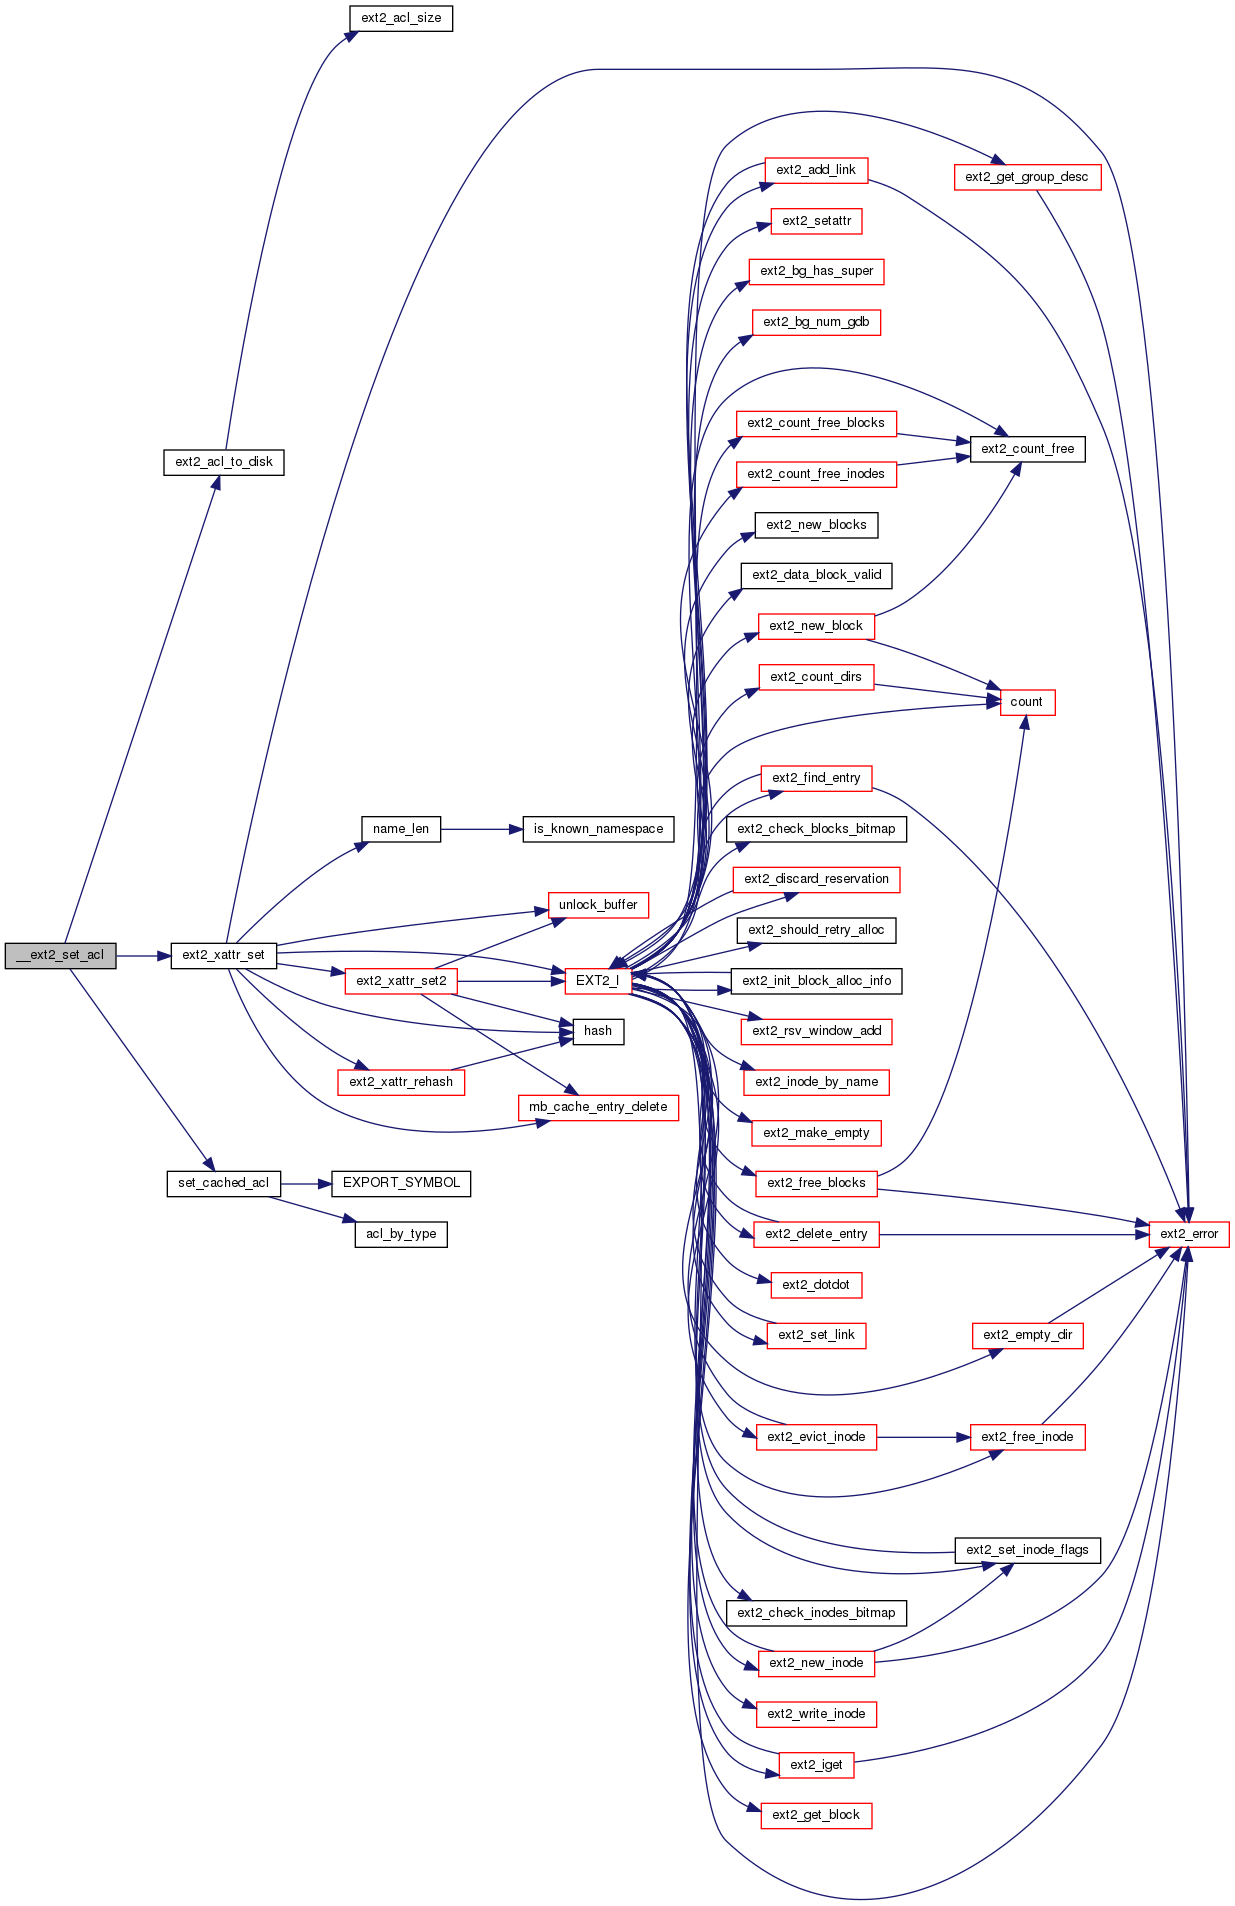 ext2_acl_size
ext2_add_link
ext2_get_group_desc
ext2_setattr
ext2_bg_has_super
ext2_bg_num_gdb
ext2_count_free_blocks
ext2_count_free
ext2_acl_to_disk
ext2_count_free_inodes
ext2_new_blocks
ext2_data_block_valid
ext2_new_block
ext2_count_dirs
count
ext2_find_entry
name_len
is_known_namespace
ext2_check_blocks_bitmap
ext2_discard_reservation
unlock_buffer
ext2_should_retry_alloc
__ext2_set_acl
ext2_xattr_set
ext2_xattr_set2
EXT2_I
ext2_init_block_alloc_info
hash
ext2_rsv_window_add
ext2_xattr_rehash
ext2_inode_by_name
mb_cache_entry_delete
ext2_make_empty
set_cached_acl
EXPORT_SYMBOL
ext2_free_blocks
acl_by_type
ext2_delete_entry
ext2_error
ext2_dotdot
ext2_set_link
ext2_empty_dir
ext2_evict_inode
ext2_free_inode
ext2_set_inode_flags
ext2_check_inodes_bitmap
ext2_new_inode
ext2_write_inode
ext2_iget
ext2_get_block